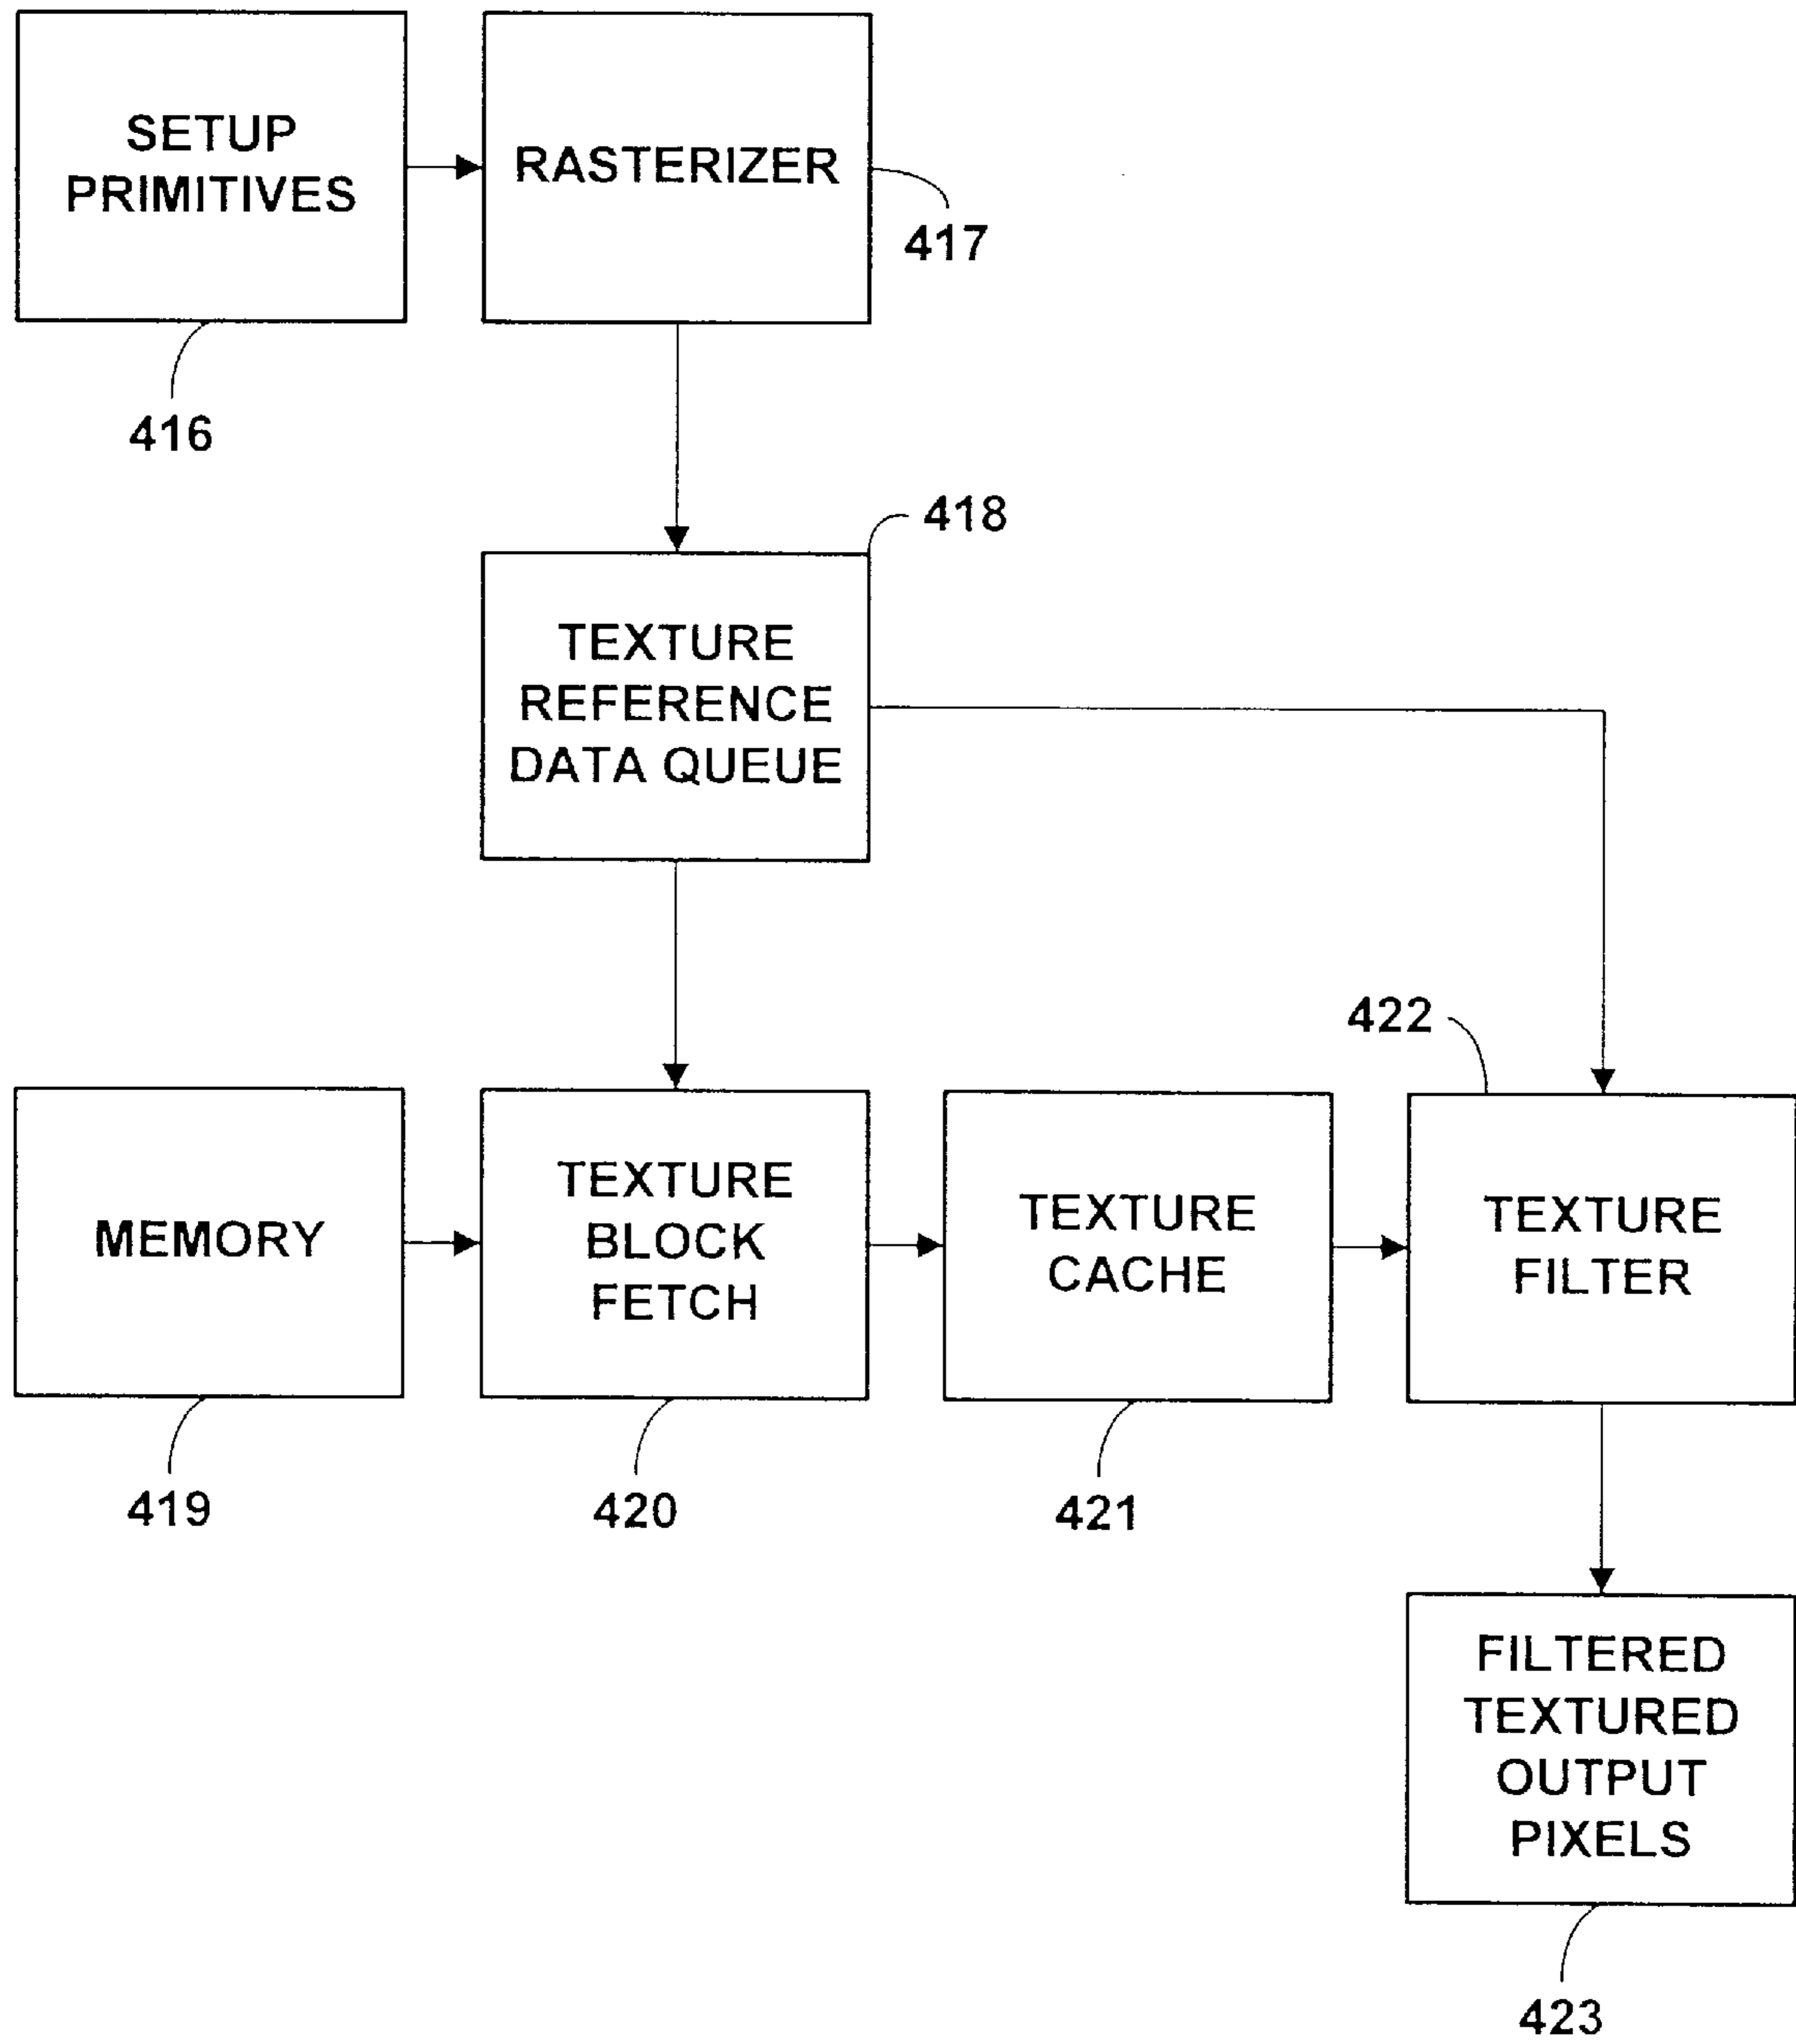 SETUP
PRIMITIVES
416
RASTERIZER
417
TEXTURE
REFERENCE
DATA QUEUE
418
MEMORY
419
TEXTURE
BLOCK
FETCH
420
TEXTURE
CACHE
421
422
TEXTURE
FILTER
FILTERED
TEXTURED
OUTPUT
PIXELS
423